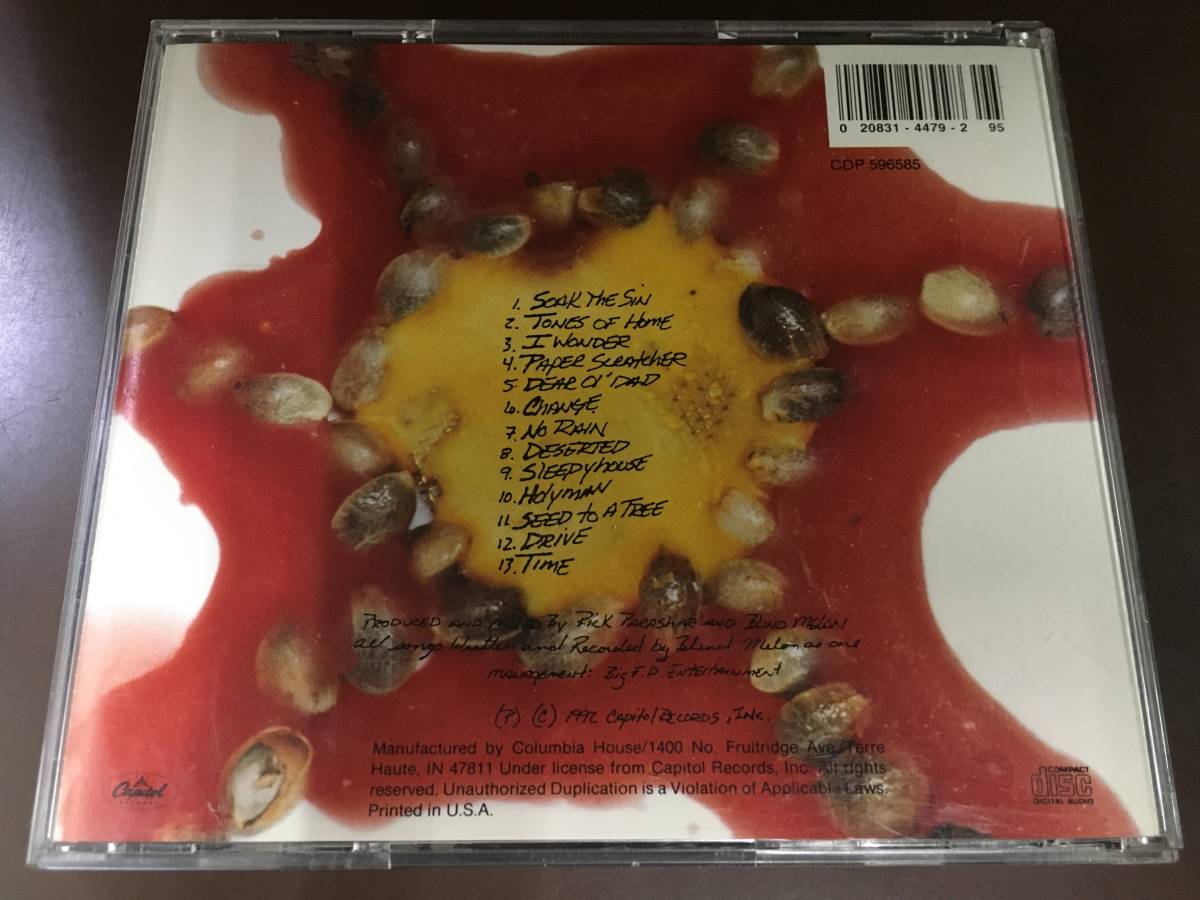 0 20831 - 4479 - 2 95
CDP 596585
1. SOAK THE SIN
2. TONES OF HOME
3. I WONDER
4. PAPER SCRATCHER
5. DEAR OL' DAD
6. CHANGE
7. NO RAIN
8. DESERTED
9. SLEEPYHOUSE
10. HOLYMAN
11. SEED TO A TREE
12. DRIVE
13. TIME
PRODUCED AND MIXED BY RICK PARASHAR AND BLIND MELON
All songs Written and Recorded by Blind Melon as one
MANAGEMENT: Big F.D. ENTERTAINMENT
(P) (C) 1992 Capitol RECORDS, INC.
Manufactured by Columbia House/1400 No. Fruitridge Ave./Terre
Haute, IN 47811 Under license from Capitol Records, Inc. All rights
reserved. Unauthorized Duplication is a Violation of Applicable Laws.
Printed in U.S.A.
Capitol
RECORDS
COMPACT
disc
DIGITAL AUDIO